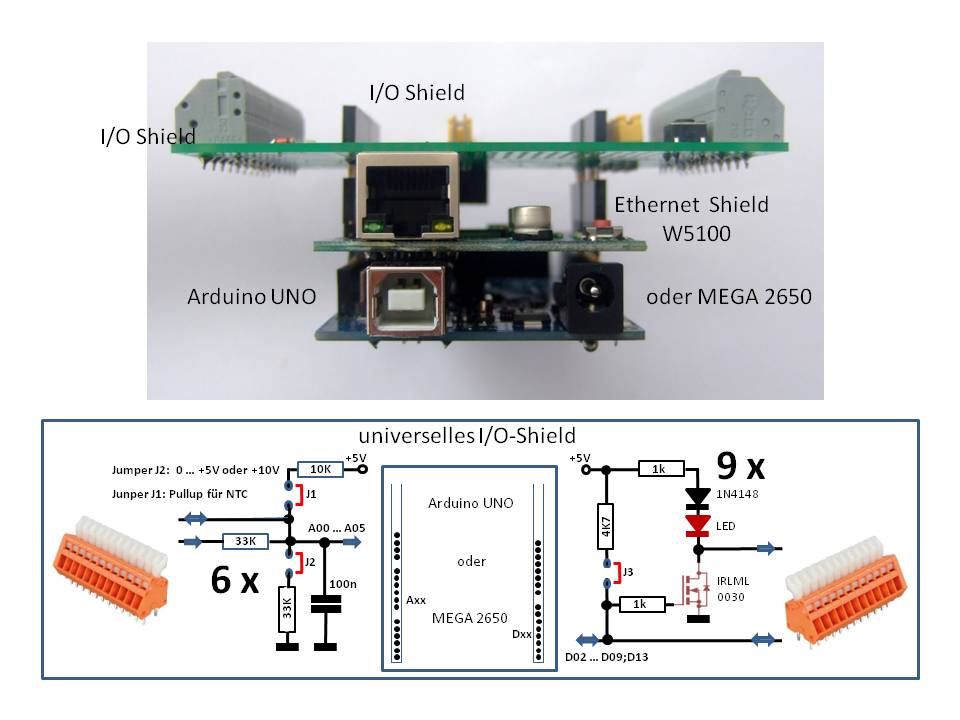 I/O Shield
I/O Shield
Ethernet Shield
W5100
Arduino UNO
oder MEGA 2650
universelles I/O-Shield
Jumper J2: 0 ... +5V oder +10V
Junper J1: Pullup für NTC
10K
+5V
J1
A00 ... A05
33K
J2
6 x
33K
100n
Arduino UNO
oder
MEGA 2650
Axx
Dxx
+5V
1k
9 x
1N4148
LED
4K7
J3
1k
IRLML
0030
D02 ... D09;D13